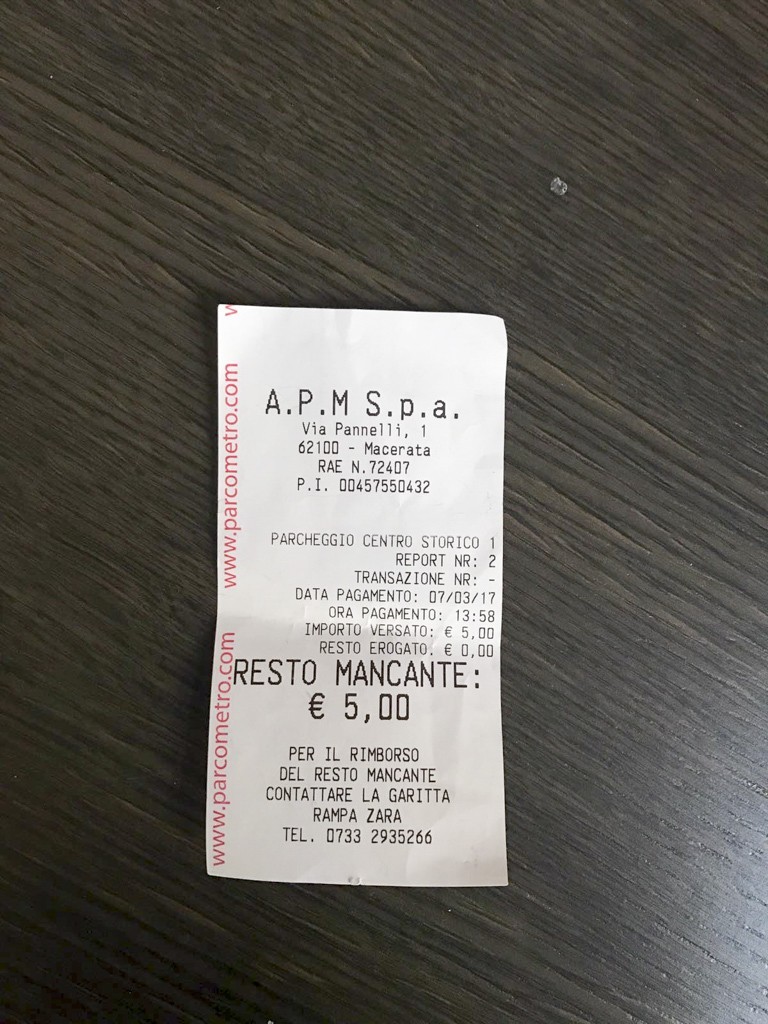 A.P.M S.p.a.
Via Pannelli, 1
62100 - Macerata
RAE N.72407
P.I. 00457550432
PARCHEGGIO CENTRO STORICO 1
REPORT NR: 2
TRANSAZIONE NR: -
DATA PAGAMENTO: 07/03/17
ORA PAGAMENTO: 13:58
IMPORTO VERSATO: € 5,00
RESTO EROGATO: € 0,00
RESTO MANCANTE:
€ 5,00
PER IL RIMBORSO
DEL RESTO MANCANTE
CONTATTARE LA GARITTA
RAMPA ZARA
TEL. 0733 2935266
www.parcometro.com
www.parcometro.com
w